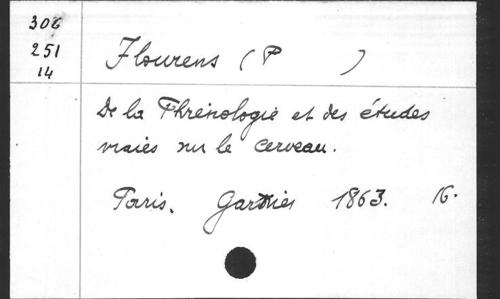 306
251
14
Flourens (P )
De la Phrénologie et des études
vraies sur le cerveau.
Paris. Garnier 1863. 16.